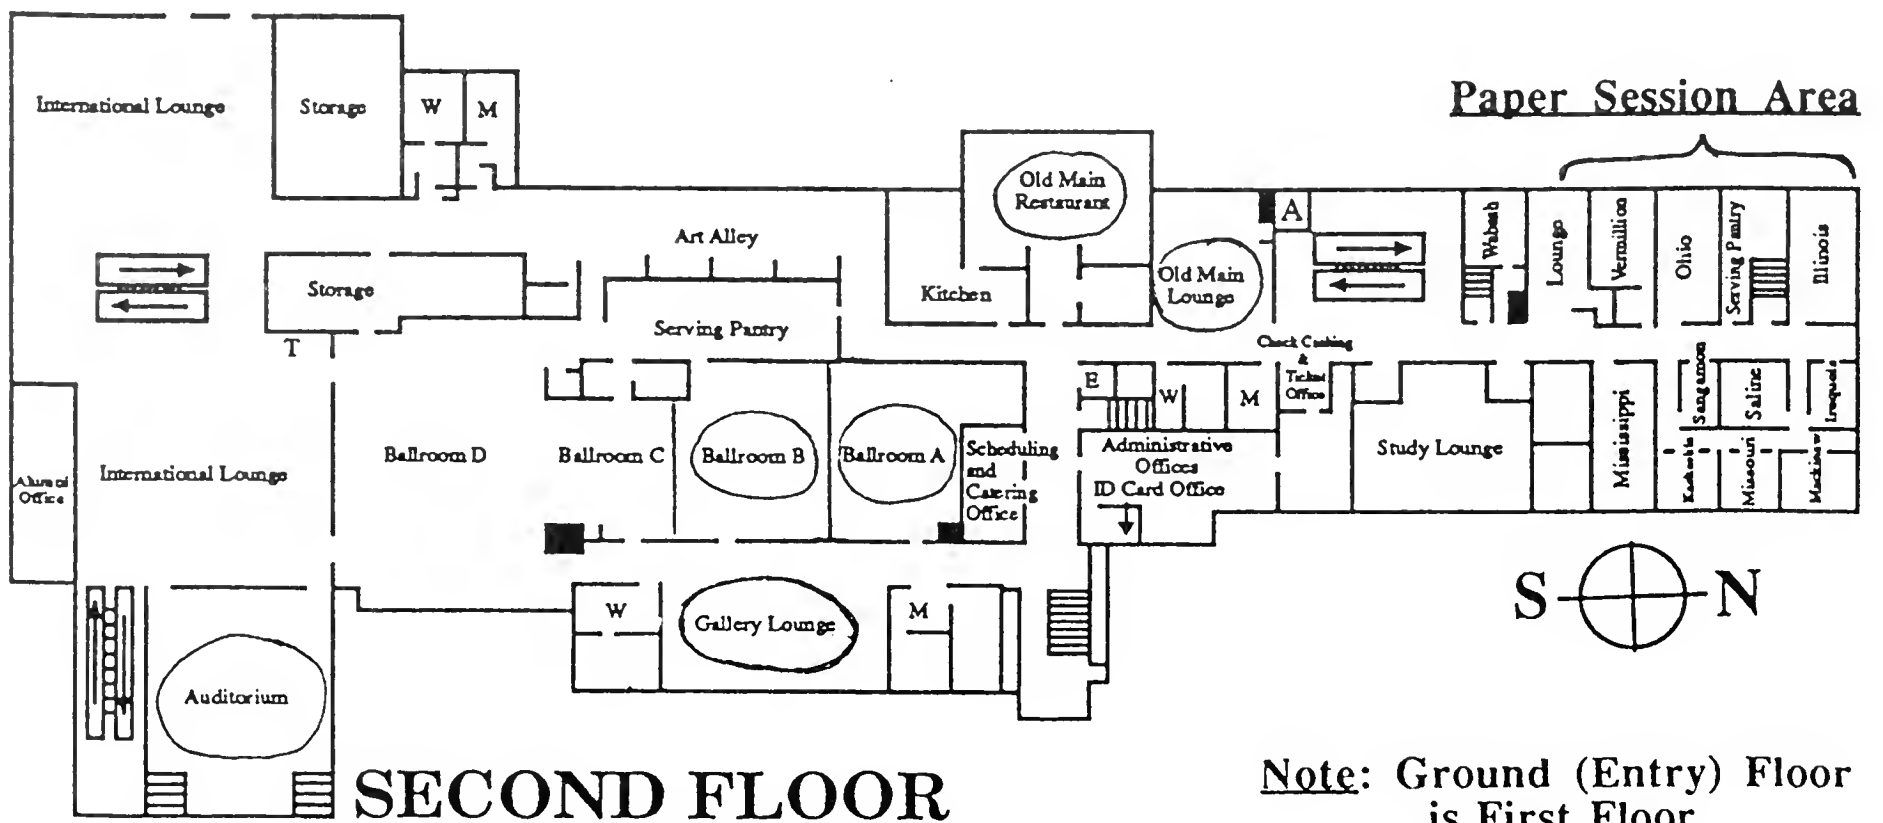 Paper Session Area
International Lounge
Storage
W
M
Old Main
Restaurant
A
Wabash
Loungo
Vermillion
Ohio
Serving Pantry
Illinois
Art Alley
Old Main
Lounge
Storage
Kitchen
Serving Pantry
T
Check Cashing
&
Ticket
Office
E
W
M
Mississippi
Sangamon
Saline
Iroquois
Ballroom D
Ballroom C
Ballroom B
Ballroom A
Scheduling
and
Catering
Office
Administrative
Offices
ID Card Office
Study Lounge
Kaskaskia
Missouri
Mackinaw
International Lounge
Alumni
Office
W
Gallery Lounge
M
S
N
Auditorium
SECOND FLOOR
Note: Ground (Entry) Floor
is First Floor